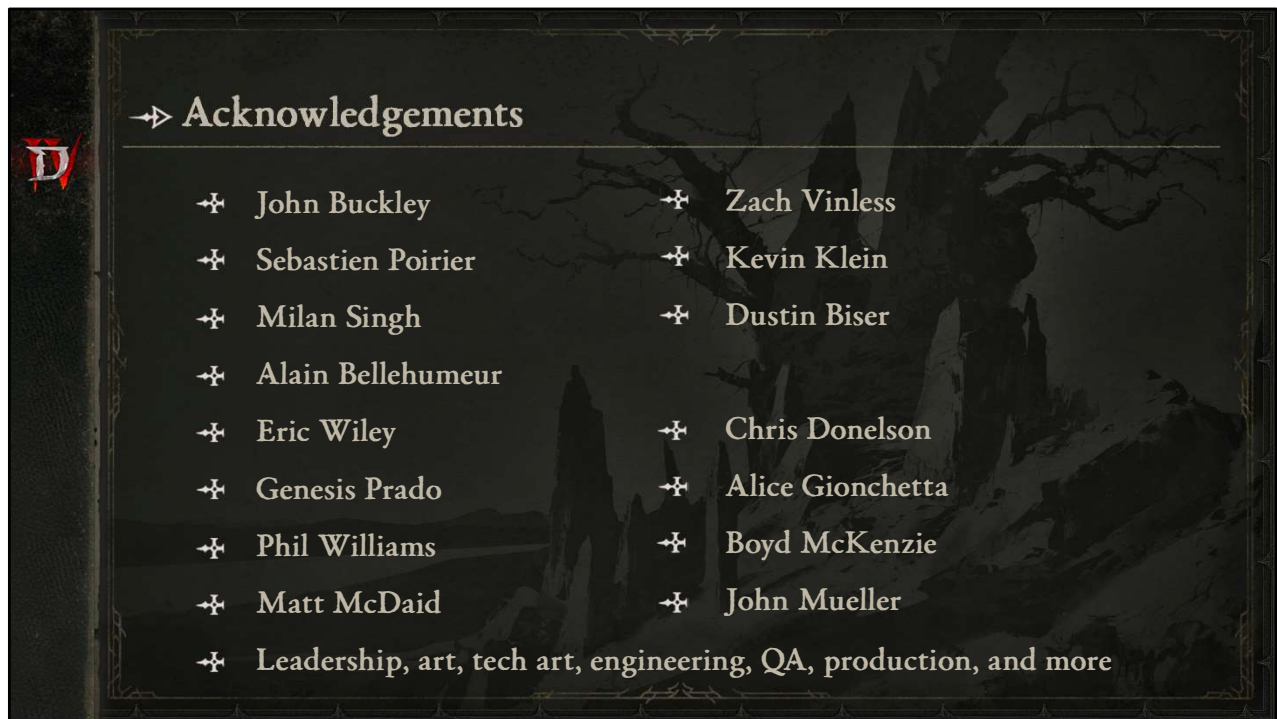 Acknowledgements
John Buckley
Sebastien Poirier
Milan Singh
Alain Bellehumeur
Eric Wiley
Genesis Prado
Phil Williams
Matt McDaid
Zach Vinless
Kevin Klein
Dustin Biser
Chris Donelson
Alice Gionchetta
Boyd McKenzie
John Mueller
Leadership, art, tech art, engineering, QA, production, and more
D IV